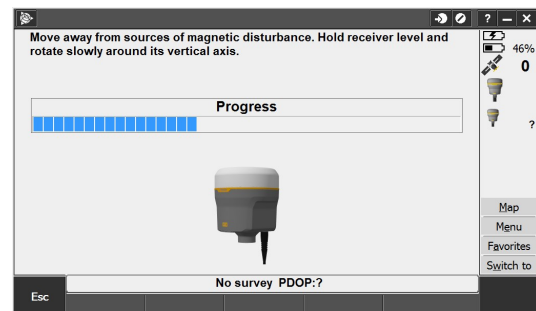 ? – ×
Move away from sources of magnetic disturbance. Hold receiver level and
rotate slowly around its vertical axis.
46%
0
Progress
?
Map
Menu
Favorites
Switch to
No survey PDOP:?
Esc